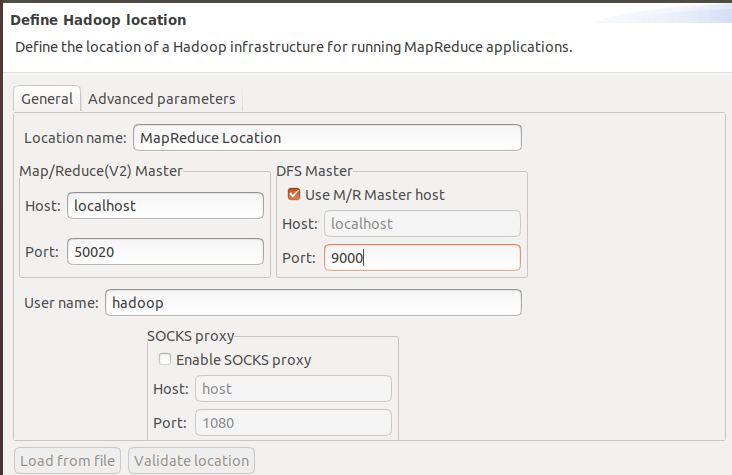 Define Hadoop location
Define the location of a Hadoop infrastructure for running MapReduce applications.
General Advanced parameters
Location name: MapReduce Location
Map/Reduce(V2) Master
Host: localhost
Port: 50020
DFS Master
Use M/R Master host
Host: localhost
Port: 9000
User name: hadoop
SOCKS proxy
Enable SOCKS proxy
Host: host
Port: 1080
Load from file Validate location